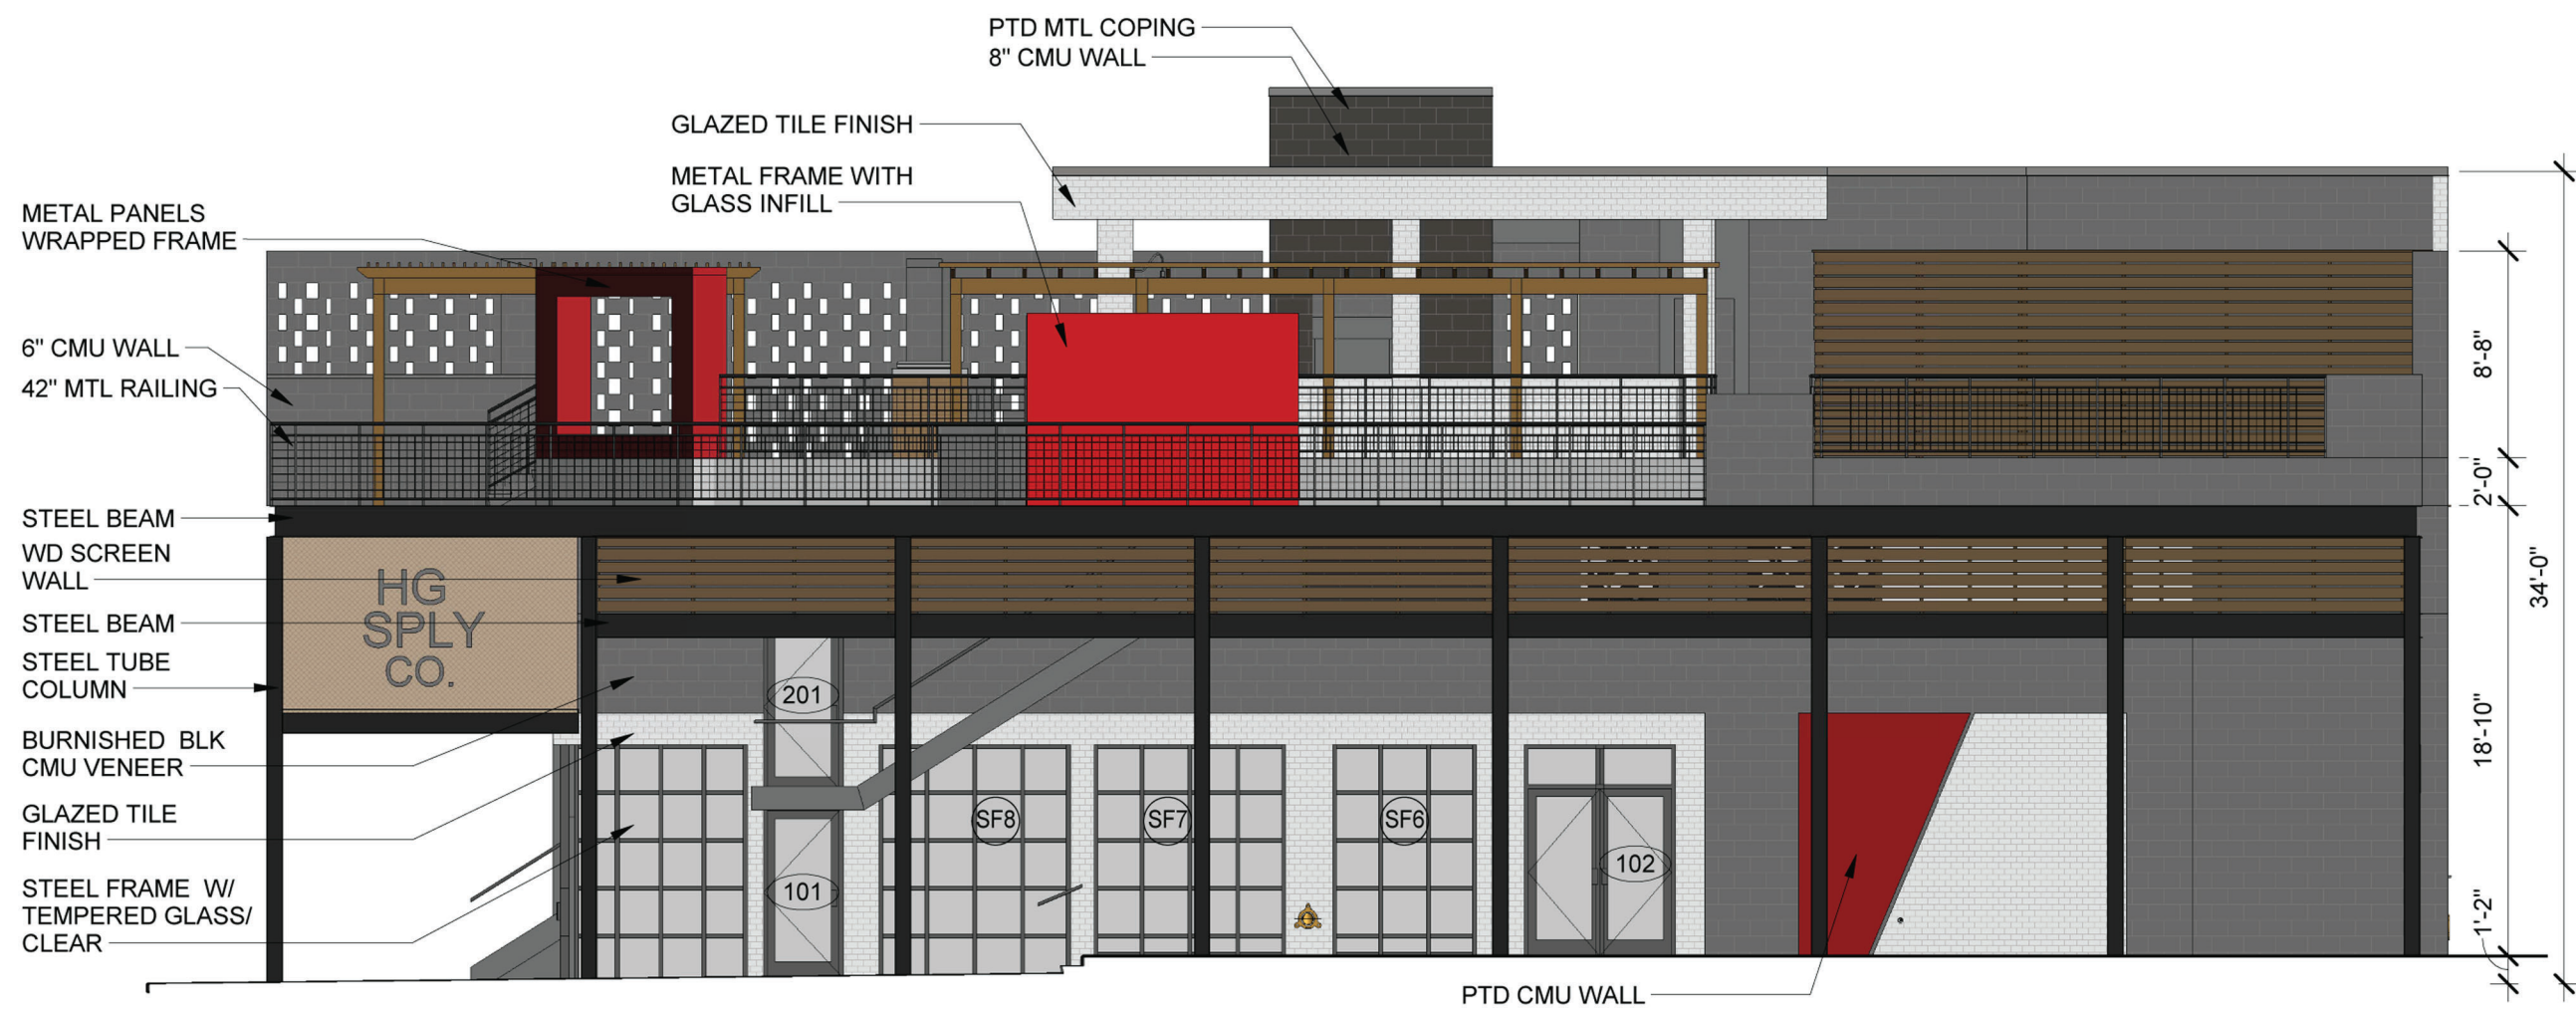 PTD MTL COPING
8" CMU WALL
GLAZED TILE FINISH
METAL FRAME WITH
GLASS INFILL
METAL PANELS
WRAPPED FRAME
6" CMU WALL
42" MTL RAILING
STEEL BEAM
WD SCREEN
WALL
STEEL BEAM
STEEL TUBE
COLUMN
BURNISHED BLK
CMU VENEER
GLAZED TILE
FINISH
STEEL FRAME W/
TEMPERED GLASS/
CLEAR
HG
SPLY
CO.
201
101
SF8
SF7
SF6
102
PTD CMU WALL
8'-8"
2'-0"
34'-0"
18'-10"
1'-2"